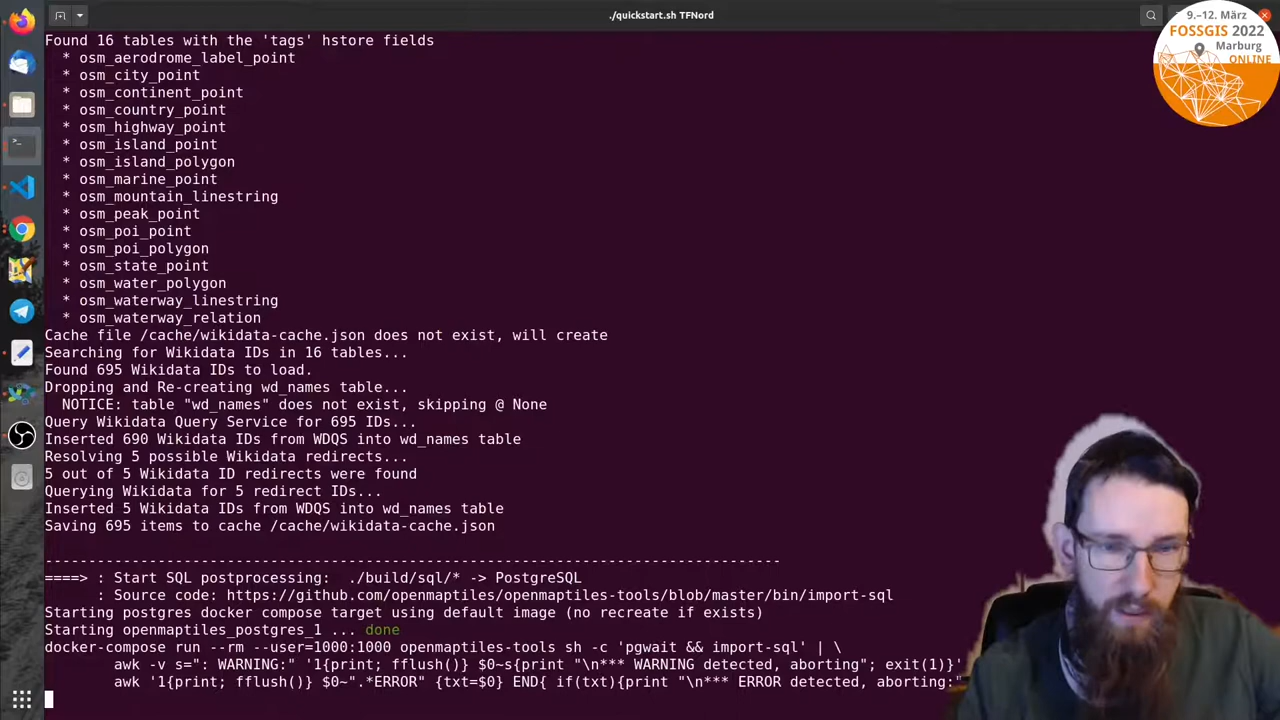 ./quickstart.sh TFNord
Found 16 tables with the 'tags' hstore fields
* osm_aerodrome_label_point
* osm_city_point
* osm_continent_point
* osm_country_point
* osm_highway_point
* osm_island_point
* osm_island_polygon
* osm_marine_point
* osm_mountain_linestring
* osm_peak_point
* osm_poi_point
* osm_poi_polygon
* osm_state_point
* osm_water_polygon
* osm_waterway_linestring
* osm_waterway_relation
Cache file /cache/wikidata-cache.json does not exist, will create
Searching for Wikidata IDs in 16 tables...
Found 695 Wikidata IDs to load.
Dropping and Re-creating wd_names table...
NOTICE: table "wd_names" does not exist, skipping @ None
Query Wikidata Query Service for 695 IDs...
Inserted 690 Wikidata IDs from WDQS into wd_names table
Resolving 5 possible Wikidata redirects...
5 out of 5 Wikidata ID redirects were found
Querying Wikidata for 5 redirect IDs...
Inserted 5 Wikidata IDs from WDQS into wd_names table
Saving 695 items to cache /cache/wikidata-cache.json
-------------------------------------------------------------------------------------
====> : Start SQL postprocessing:  ./build/sql/* -> PostgreSQL
: Source code: https://github.com/openmaptiles/openmaptiles-tools/blob/master/bin/import-sql
Starting postgres docker compose target using default image (no recreate if exists)
Starting openmaptiles_postgres_1 ... done
docker-compose run --rm --user=1000:1000 openmaptiles-tools sh -c 'pgwait && import-sql' | \
awk -v s=": WARNING:" '1{print; fflush()} $0~s{print "\n*** WARNING detected, aborting"; exit(1)}'
awk '1{print; fflush()} $0~".*ERROR" {txt=$0} END{ if(txt){print "\n*** ERROR detected, aborting:"
9.–12. März
FOSSGIS 2022
Marburg
ONLINE